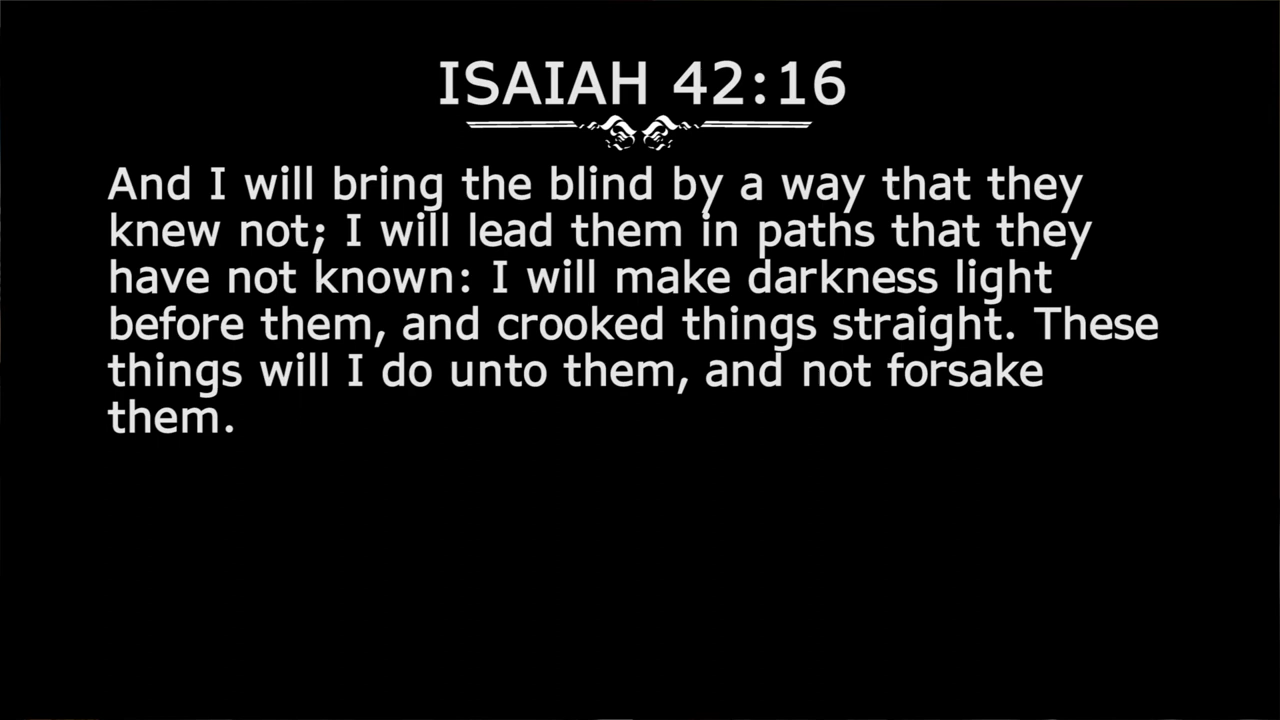 ISAIAH 42:16
And I will bring the blind by a way that they
knew not; I will lead them in paths that they
have not known: I will make darkness light
before them, and crooked things straight. These
things will I do unto them, and not forsake
them.